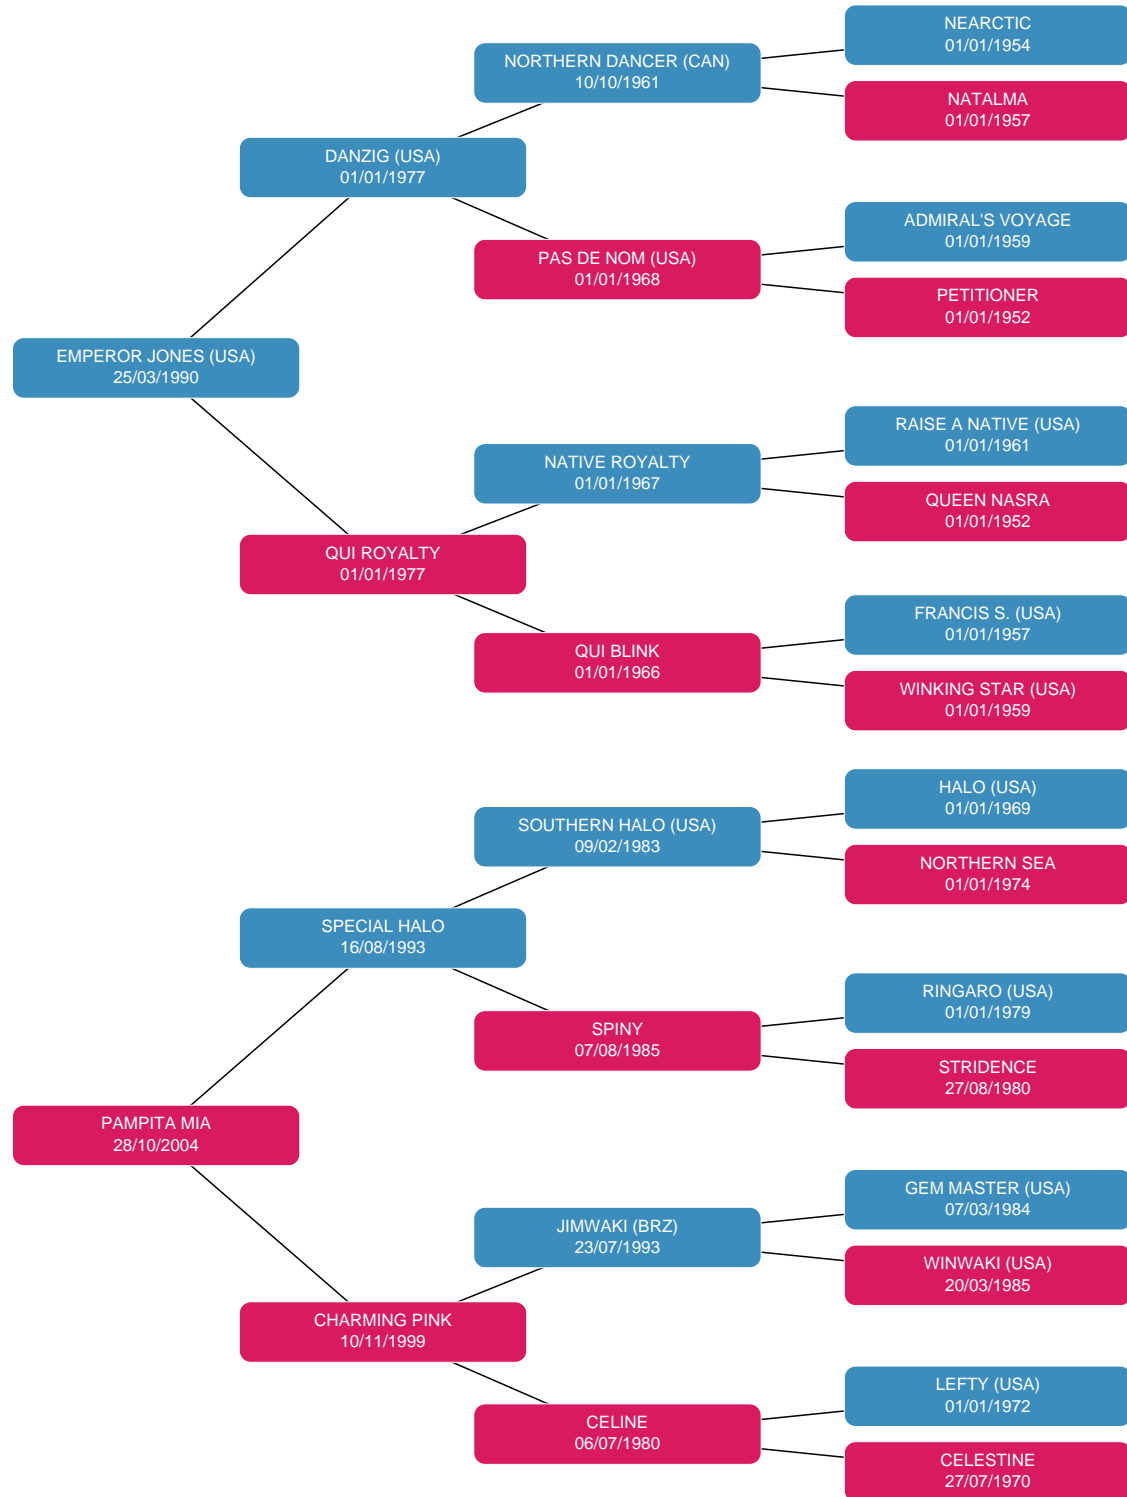 NEARCTIC
01/01/1954
NORTHERN DANCER (CAN)
10/10/1961
NATALMA
01/01/1957
DANZIG (USA)
01/01/1977
ADMIRAL'S VOYAGE
01/01/1959
PAS DE NOM (USA)
01/01/1968
PETITIONER
01/01/1952
EMPEROR JONES (USA)
25/03/1990
RAISE A NATIVE (USA)
01/01/1961
NATIVE ROYALTY
01/01/1967
QUEEN NASRA
01/01/1952
QUI ROYALTY
01/01/1977
FRANCIS S. (USA)
01/01/1957
QUI BLINK
01/01/1966
WINKING STAR (USA)
01/01/1959
HALO (USA)
01/01/1969
SOUTHERN HALO (USA)
09/02/1983
NORTHERN SEA
01/01/1974
SPECIAL HALO
16/08/1993
RINGARO (USA)
01/01/1979
SPINY
07/08/1985
STRIDENCE
27/08/1980
PAMPITA MIA
28/10/2004
GEM MASTER (USA)
07/03/1984
JIMWAKI (BRZ)
23/07/1993
WINWAKI (USA)
20/03/1985
CHARMING PINK
10/11/1999
LEFTY (USA)
01/01/1972
CELINE
06/07/1980
CELESTINE
27/07/1970